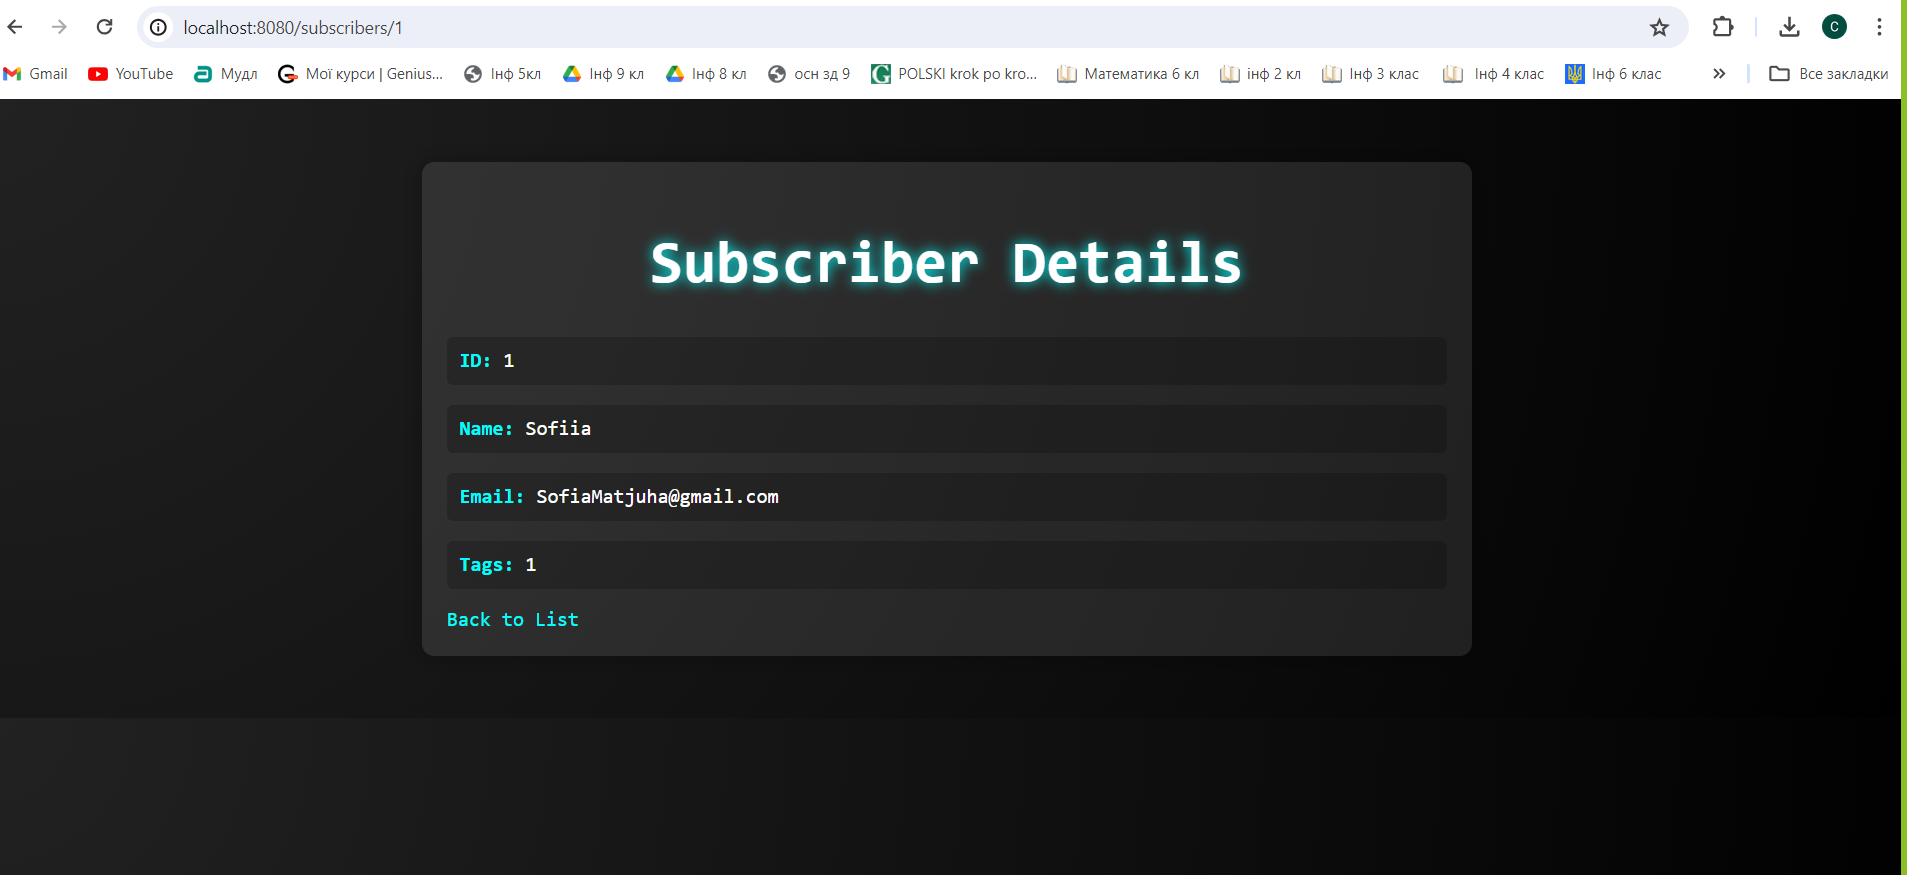 localhost:8080/subscribers/1
C
Gmail YouTube Мудл Мої курси | Genius... Інф 5кл Інф 9 кл Інф 8 кл осн зд 9 POLSKI krok po kro... Математика 6 кл інф 2 кл Інф 3 клас Інф 4 клас Інф 6 клас Все закладки
Subscriber Details
ID: 1
Name: Sofiia
Email: SofiaMatjuha@gmail.com
Tags: 1
Back to List